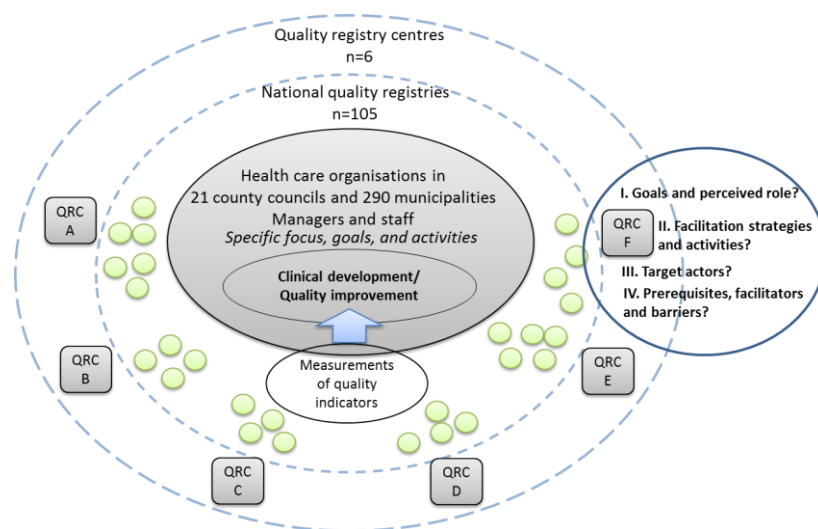 Quality registry centres
n=6
National quality registries
n=105
Health care organisations in
21 county councils and 290 municipalities
Managers and staff
Specific focus, goals, and activities
Clinical development/
Quality improvement
Measurements
of quality
indicators
QRC
A
QRC
B
QRC
C
QRC
D
QRC
E
QRC
F
I. Goals and perceived role?
II. Facilitation strategies
and activities?
III. Target actors?
IV. Prerequisites, facilitators
and barriers?